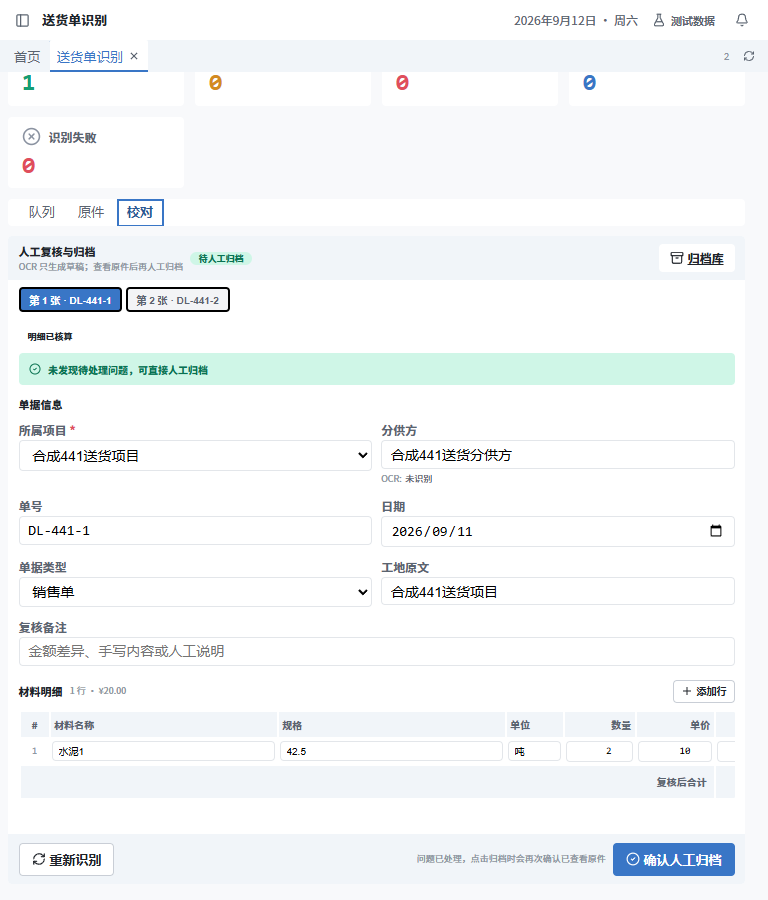 送货单识别
2026年9月12日 • 周六 测试数据
首页 送货单识别 × 2
1 0 0 0
识别失败
0
队列 原件 校对
人工复核与归档
OCR 只生成草稿；查看原件后再人工归档
待人工归档
归档库
第 1 张 · DL-441-1 第 2 张 · DL-441-2
明细已核算
未发现待处理问题，可直接人工归档
单据信息
所属项目 * 分供方
合成441送货项目 合成441送货分供方
OCR: 未识别
单号 日期
DL-441-1 2026/09/11
单据类型 工地原文
销售单 合成441送货项目
复核备注
金额差异、手写内容或人工说明
材料明细 1 行 · ¥20.00 + 添加行
# 材料名称 规格 单位 数量 单价
1 水泥1 42.5 吨 2 10
复核后合计
重新识别 问题已处理，点击归档时会再次确认已查看原件 确认人工归档